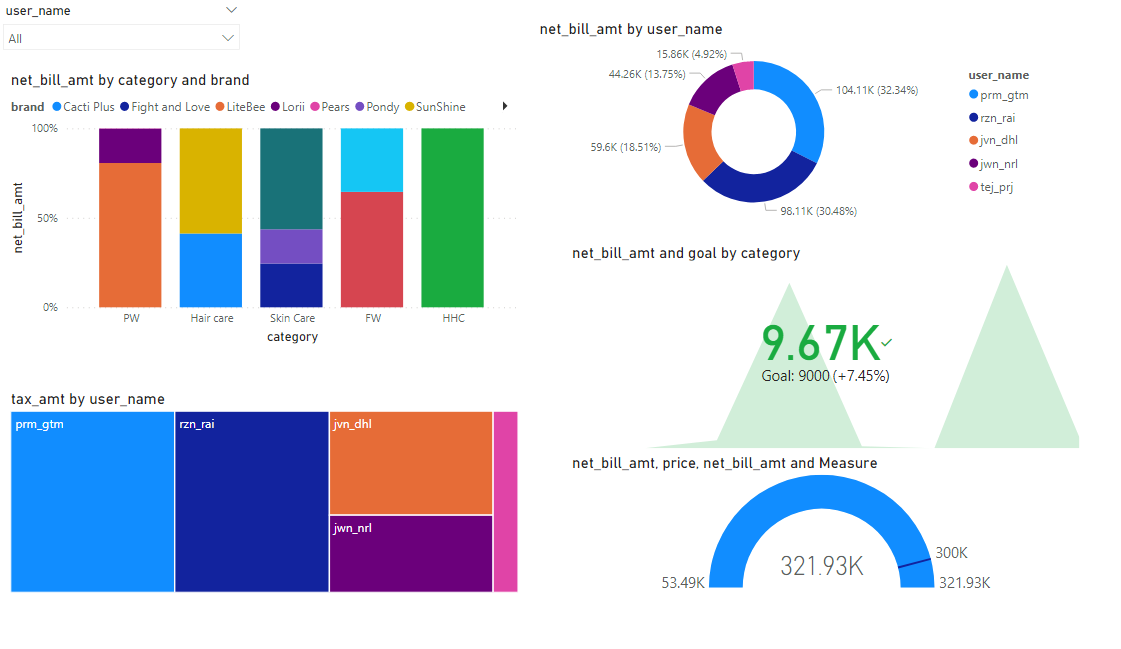 user_name
All
net_bill_amt by category and brand
brand Cacti Plus Fight and Love LiteBee Lorii Pears Pondy SunShine
100%
50%
0%
net_bill_amt
PW Hair care Skin Care FW HHC
category
tax_amt by user_name
prm_gtm
rzn_rai
jvn_dhl
jwn_nrl
net_bill_amt by user_name
15.86K (4.92%)
44.26K (13.75%)
104.11K (32.34%)
59.6K (18.51%)
98.11K (30.48%)
user_name
prm_gtm
rzn_rai
jvn_dhl
jwn_nrl
tej_prj
net_bill_amt and goal by category
9.67K
Goal: 9000 (+7.45%)
net_bill_amt, price, net_bill_amt and Measure
300K
321.93K
53.49K
321.93K